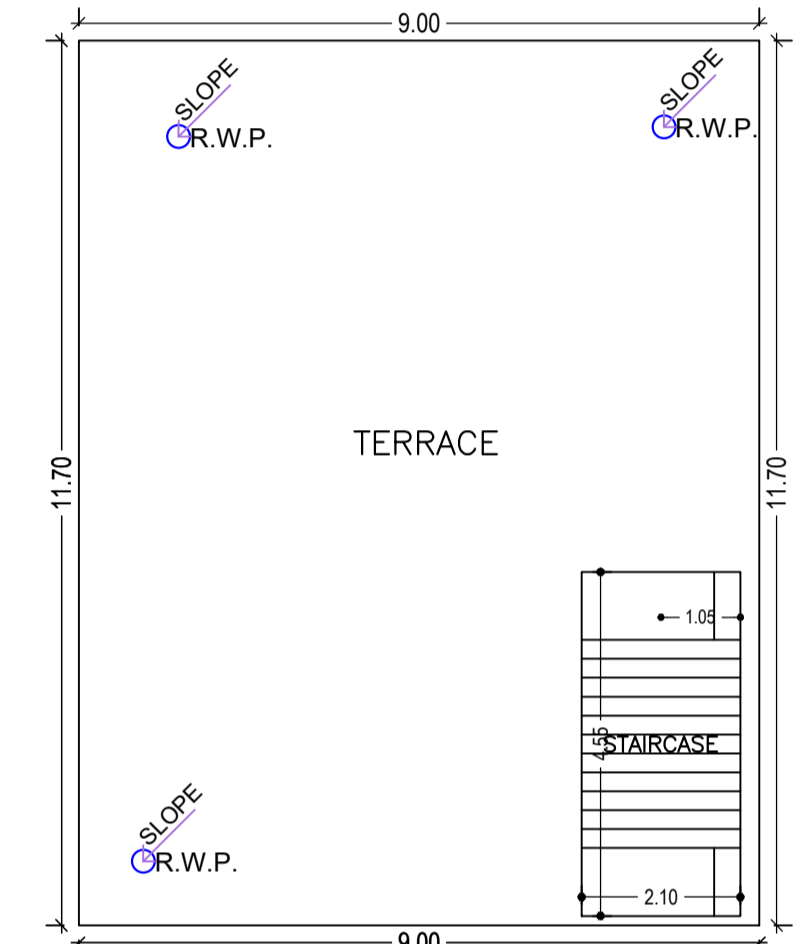 9.00
SLOPE
R.W.P.
SLOPE
R.W.P.
TERRACE
11.70
11.70
1.05
4.55
STAIRCASE
SLOPE
R.W.P.
2.10
9.00